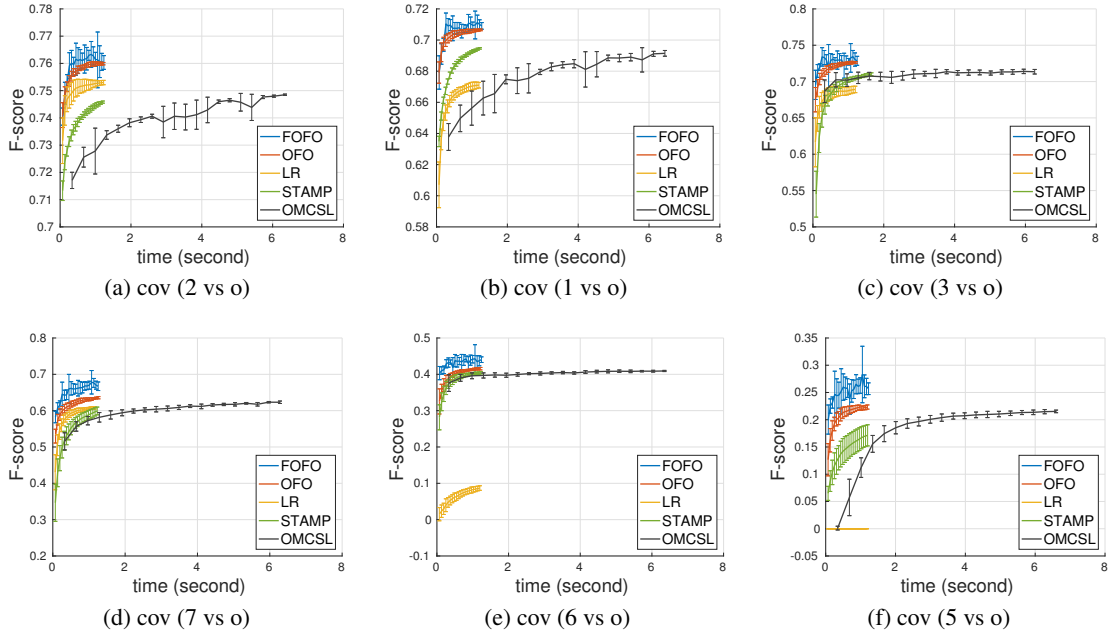 0.78
0.77
0.76
0.75
0.74
0.73
0.72
0.71
0.7
F-score
0 2 4 6 8
time (second)
FOFO
OFO
LR
STAMP
OMCSL
(a) cov (2 vs o)
0.72
0.7
0.68
0.66
0.64
0.62
0.6
0.58
F-score
0 2 4 6 8
time (second)
FOFO
OFO
LR
STAMP
OMCSL
(b) cov (1 vs o)
0.8
0.75
0.7
0.65
0.6
0.55
0.5
F-score
0 2 4 6 8
time (second)
FOFO
OFO
LR
STAMP
OMCSL
(c) cov (3 vs o)
0.8
0.7
0.6
0.5
0.4
0.3
0.2
F-score
0 2 4 6 8
time (second)
FOFO
OFO
LR
STAMP
OMCSL
(d) cov (7 vs o)
0.5
0.4
0.3
0.2
0.1
0
-0.1
F-score
0 2 4 6 8
time (second)
FOFO
OFO
LR
STAMP
OMCSL
(e) cov (6 vs o)
0.35
0.3
0.25
0.2
0.15
0.1
0.05
0
-0.05
F-score
0 2 4 6 8
time (second)
FOFO
OFO
LR
STAMP
OMCSL
(f) cov (5 vs o)